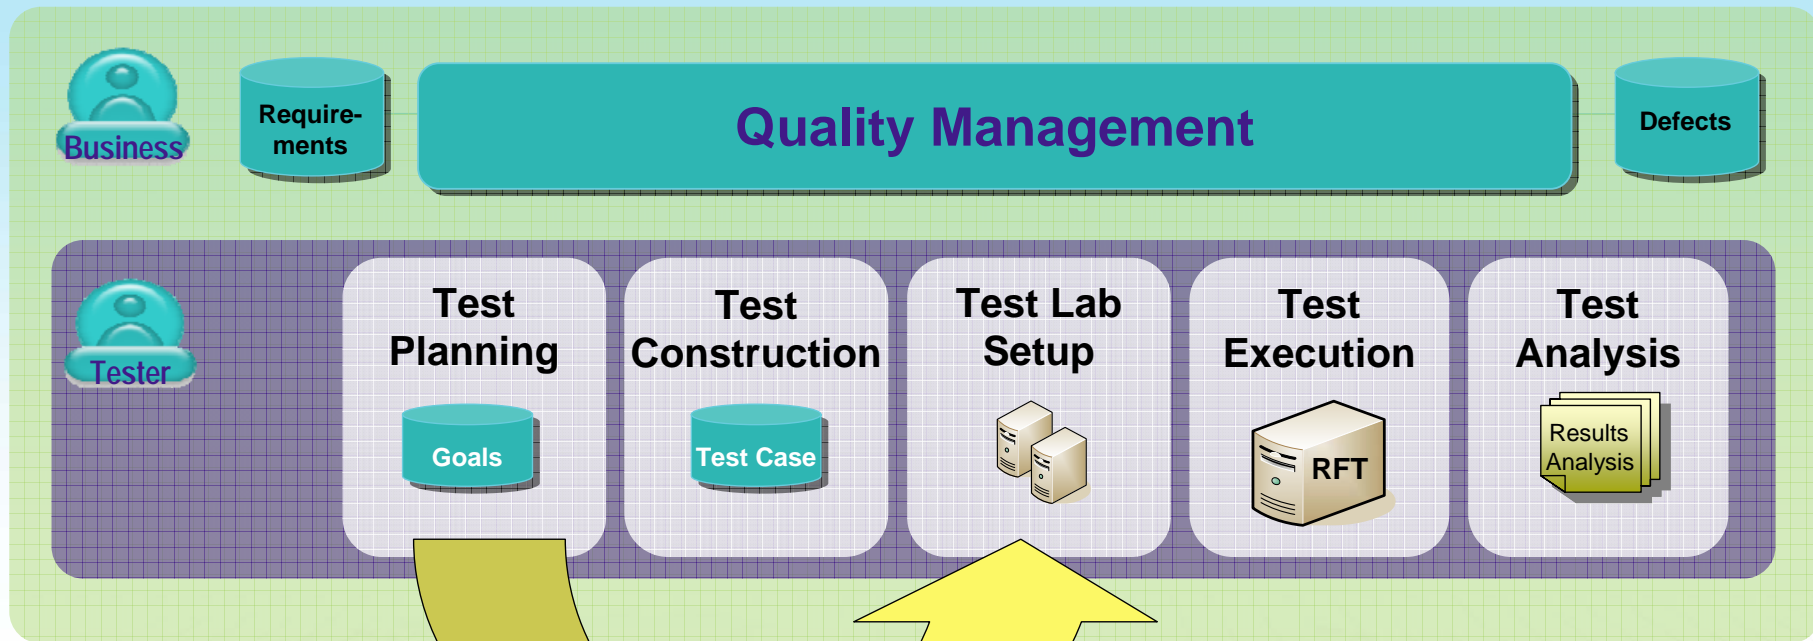 Business
Require-
ments
Quality Management
Defects
Tester
Test
Planning
Goals
Test
Construction
Test Case
Test Lab
Setup
Test
Execution
RFT
Test
Analysis
Results
Analysis